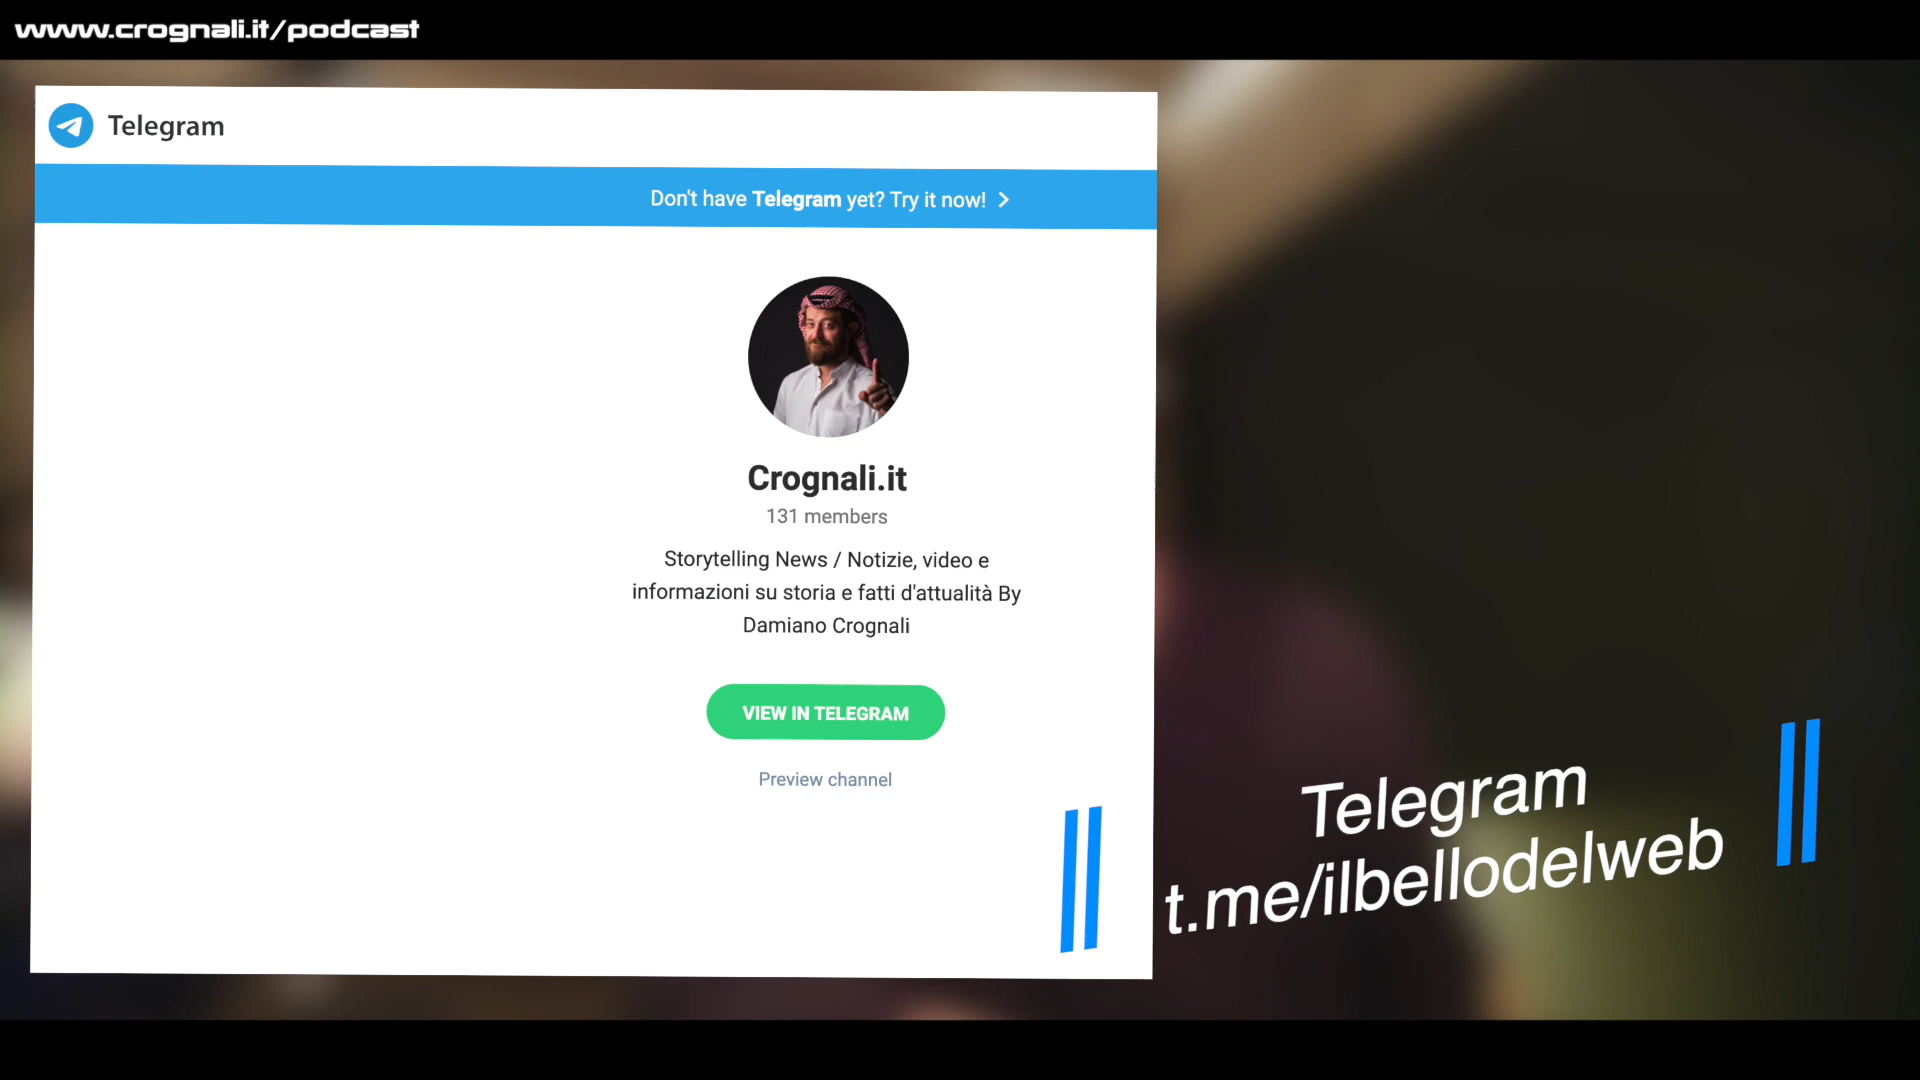 www.crognali.it/podcast
Telegram
Don't have Telegram yet? Try it now!
Crognali.it
131 members
Storytelling News / Notizie, video e
informazioni su storia e fatti d'attualità By
Damiano Crognali
VIEW IN TELEGRAM
Preview channel
Telegram
t.me/ilbellodelweb